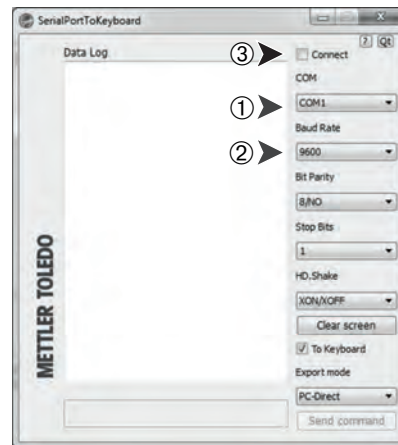 SerialPortToKeyboard
? Qt
Data Log
③ Connect
COM
① COM1
Baud Rate
② 9600
Bit Parity
8/NO
Stop Bits
1
HD.Shake
XON/XOFF
Clear screen
To Keyboard
Export mode
PC-Direct
Send command
METTLER TOLEDO